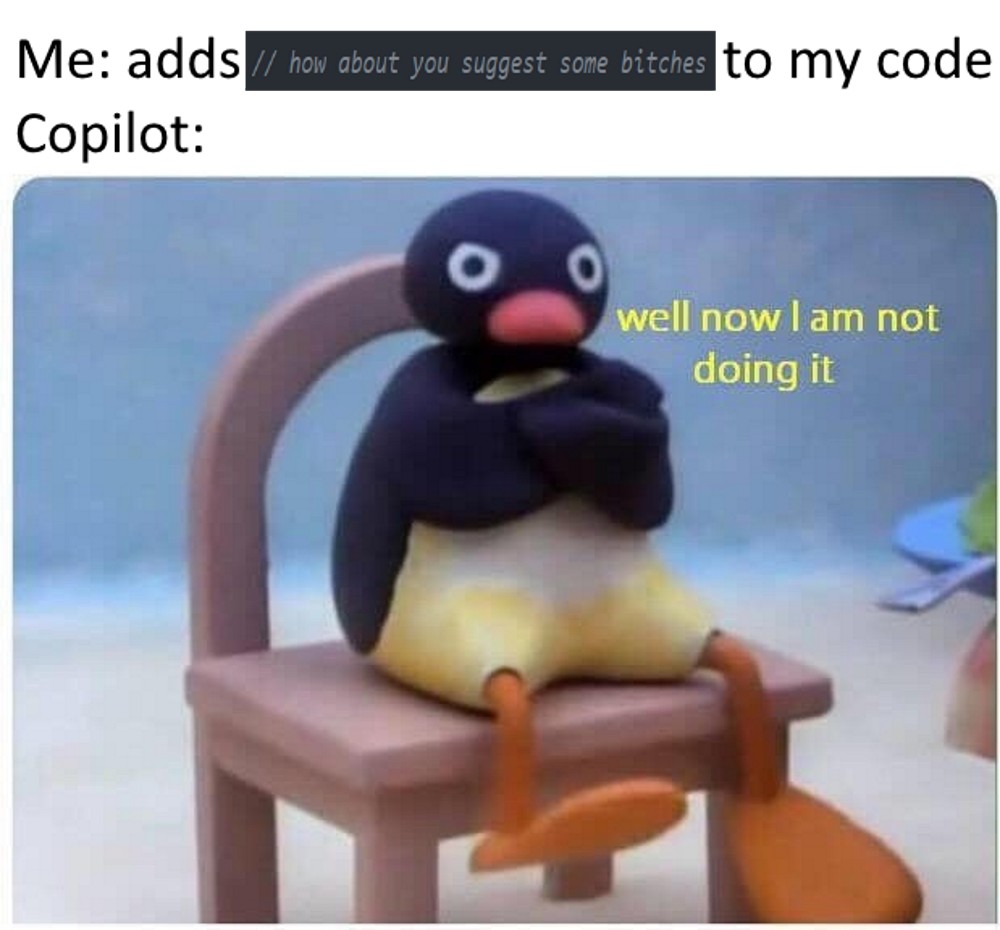 Me: adds // how about you suggest some bitches to my code
Copilot:
well now I am not
doing it